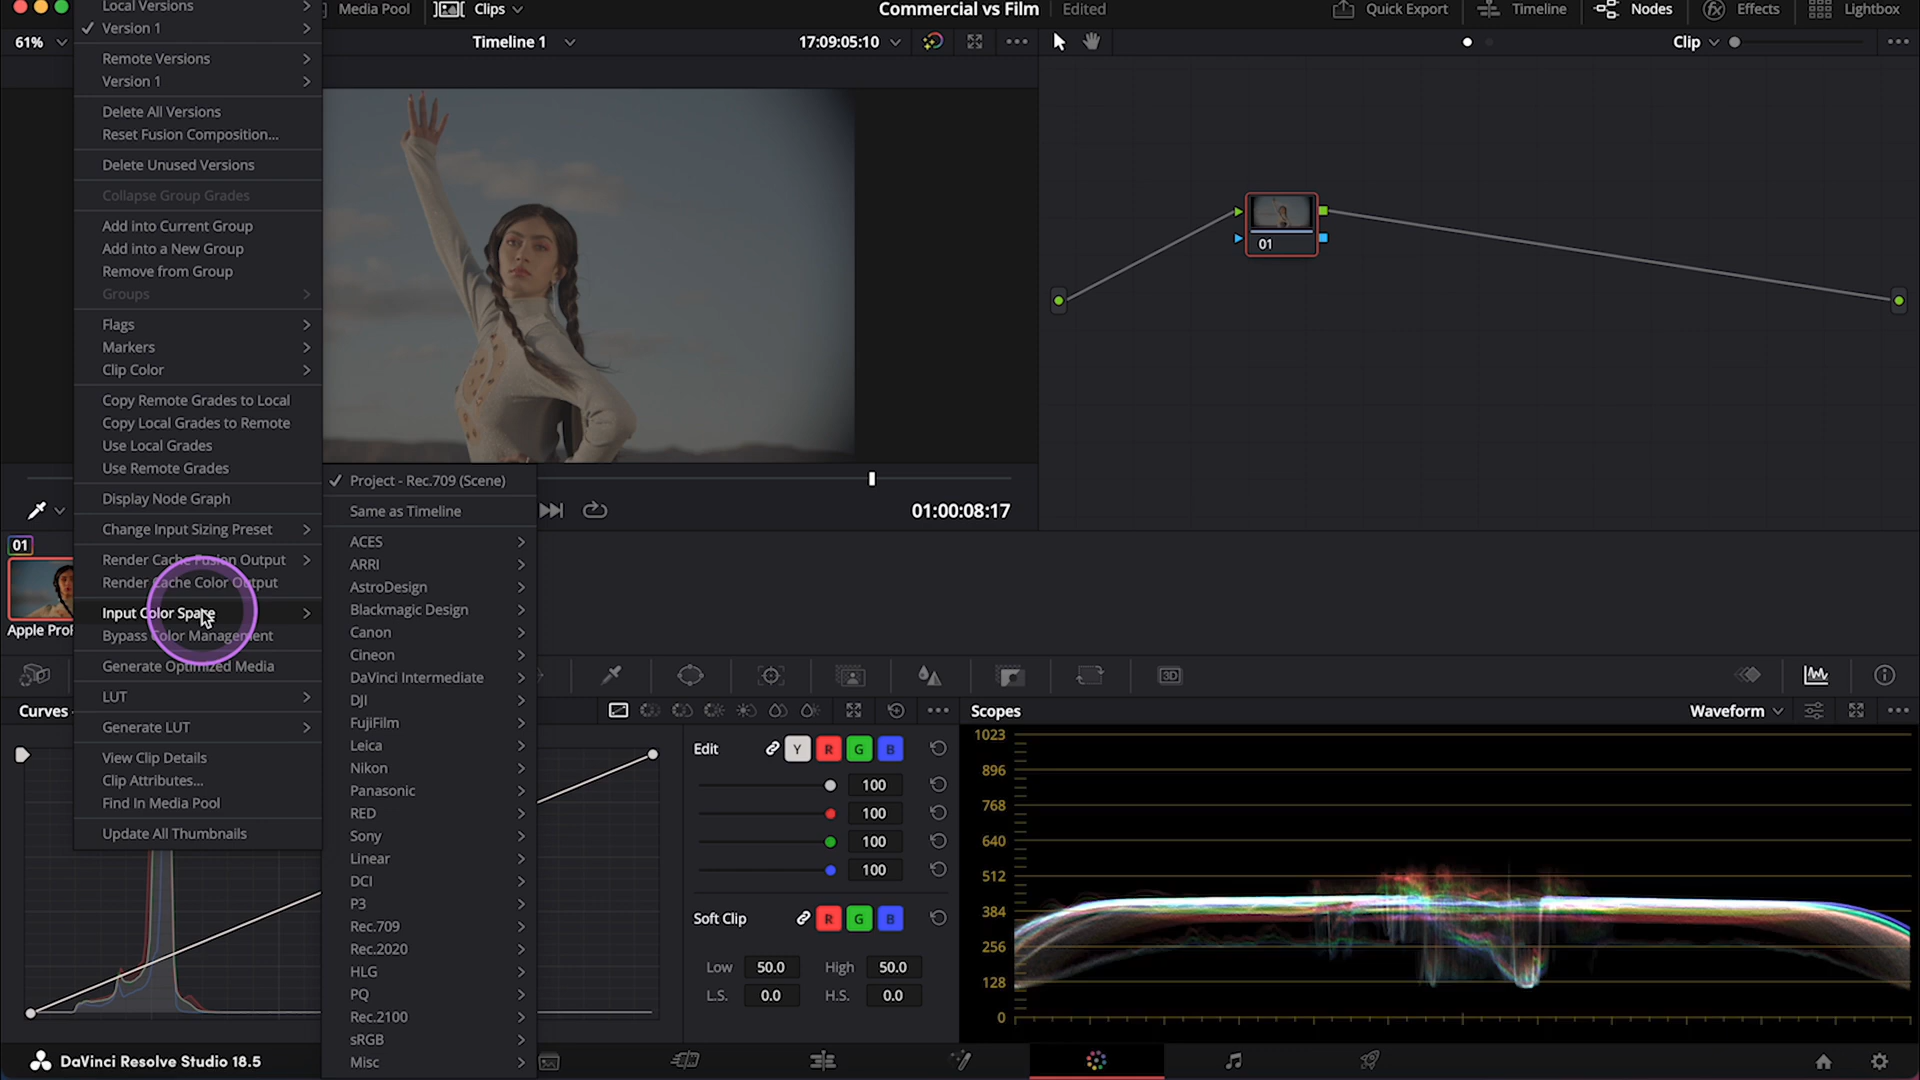 Local Versions
Media Pool
Clips
Commercial vs Film
Edited
Quick Export
Timeline
Nodes
Effects
Lightbox
61%
Version 1
Timeline 1
17:09:05:10
Clip
Remote Versions
Version 1
Delete All Versions
Reset Fusion Composition...
Delete Unused Versions
Collapse Group Grades
Add into Current Group
Add into a New Group
Remove from Group
Groups
Flags
Markers
Clip Color
Copy Remote Grades to Local
Copy Local Grades to Remote
Use Local Grades
Use Remote Grades
Display Node Graph
Change Input Sizing Preset
Render Cache Fusion Output
Render Cache Color Output
Input Color Space
Bypass Color Management
Generate Optimized Media
LUT
Generate LUT
View Clip Details
Clip Attributes...
Find In Media Pool
Update All Thumbnails
Project - Rec.709 (Scene)
Same as Timeline
ACES
ARRI
AstroDesign
Blackmagic Design
Canon
Cineon
DaVinci Intermediate
DJI
FujiFilm
Leica
Nikon
Panasonic
RED
Sony
Linear
DCI
P3
Rec.709
Rec.2020
HLG
PQ
Rec.2100
sRGB
Misc
01
01:00:08:17
01
Apple ProR
3D
Curves
Edit
Y
R
G
B
100
100
100
100
Soft Clip
R
G
B
Low
50.0
High
50.0
L.S.
0.0
H.S.
0.0
Scopes
Waveform
1023
896
768
640
512
384
256
128
0
DaVinci Resolve Studio 18.5